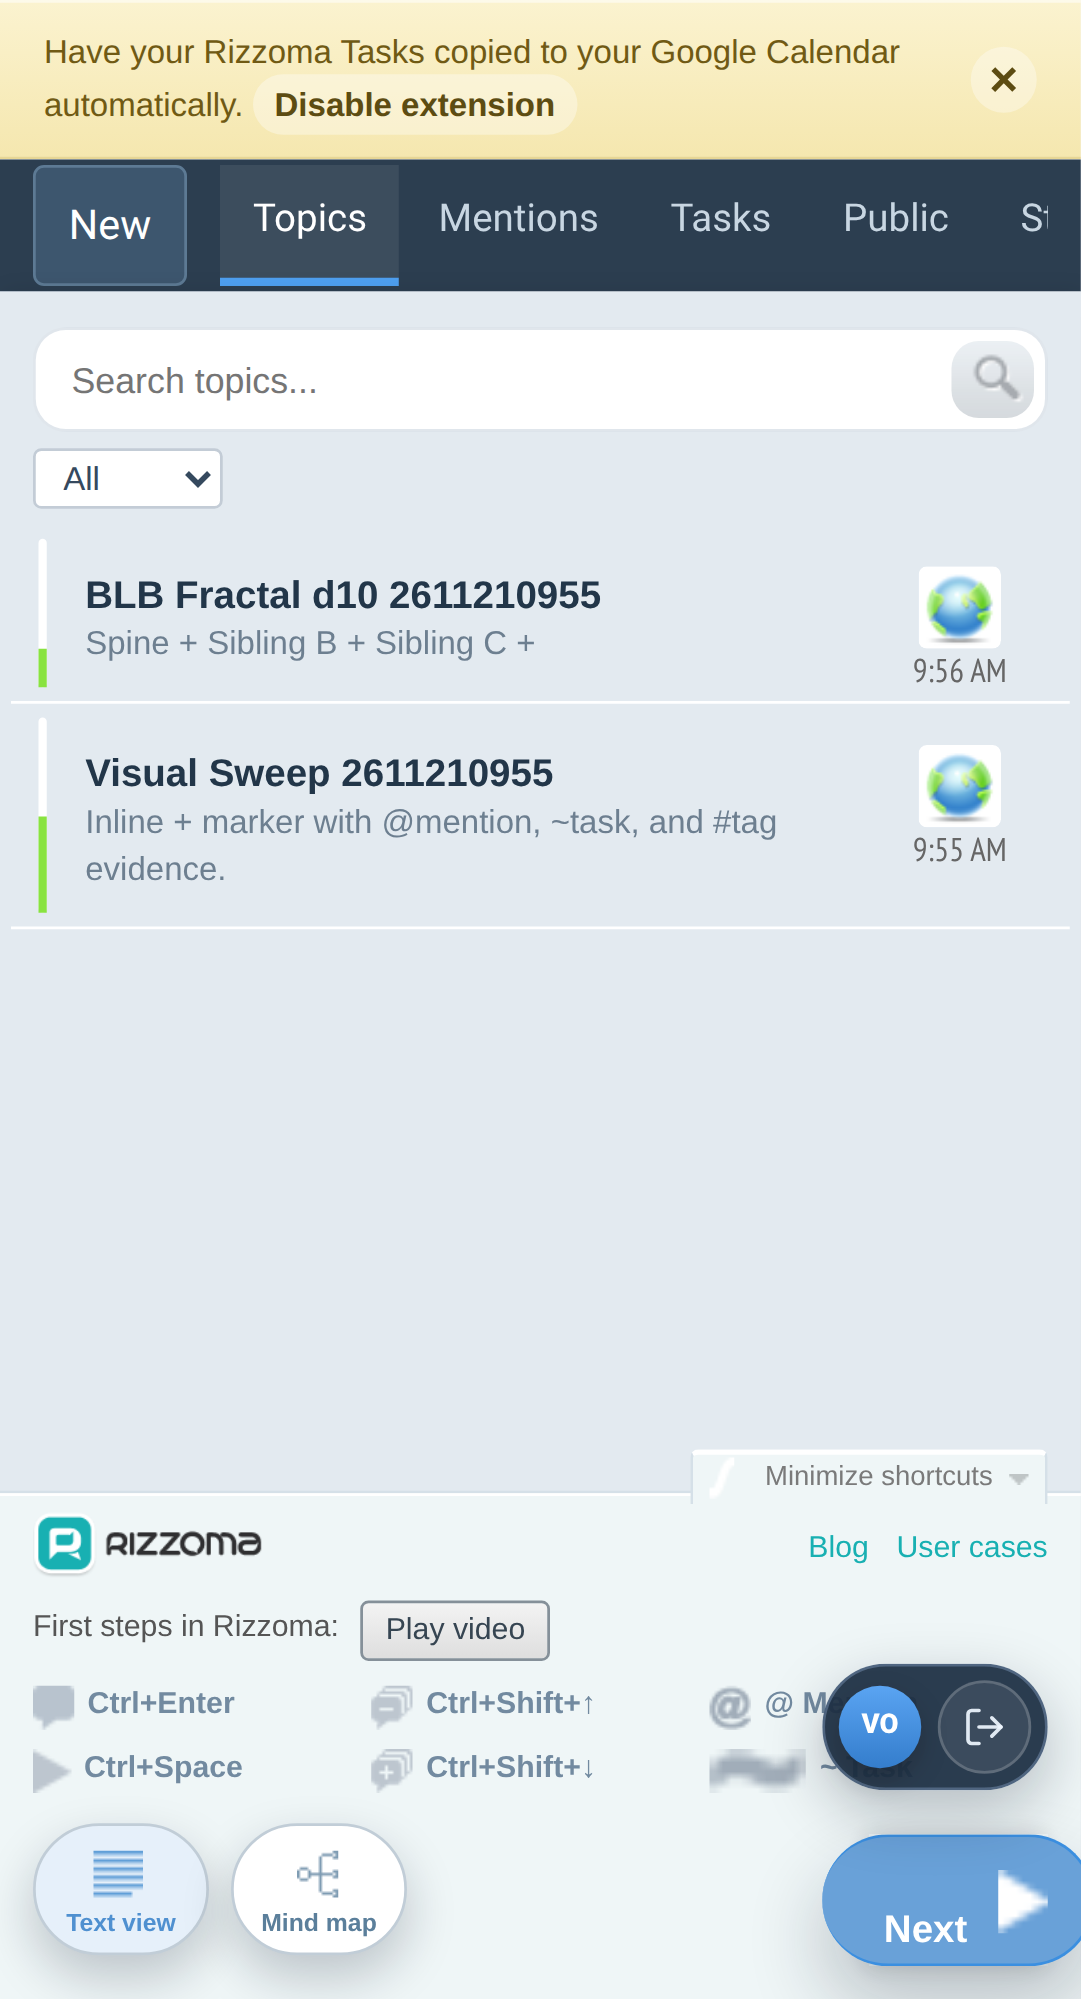 Have your Rizzoma Tasks copied to your Google Calendar
automatically. Disable extension
New Topics Mentions Tasks Public
Search topics...
All
BLB Fractal d10 2611210955
Spine + Sibling B + Sibling C +
9:56 AM
Visual Sweep 2611210955
Inline + marker with @mention, ~task, and #tag
evidence.
9:55 AM
Minimize shortcuts
RIZZOMA Blog User cases
First steps in Rizzoma: Play video
Ctrl+Enter Ctrl+Shift+↑ @
VO
Ctrl+Space Ctrl+Shift+↓ ~ Task
Text view Mind map Next